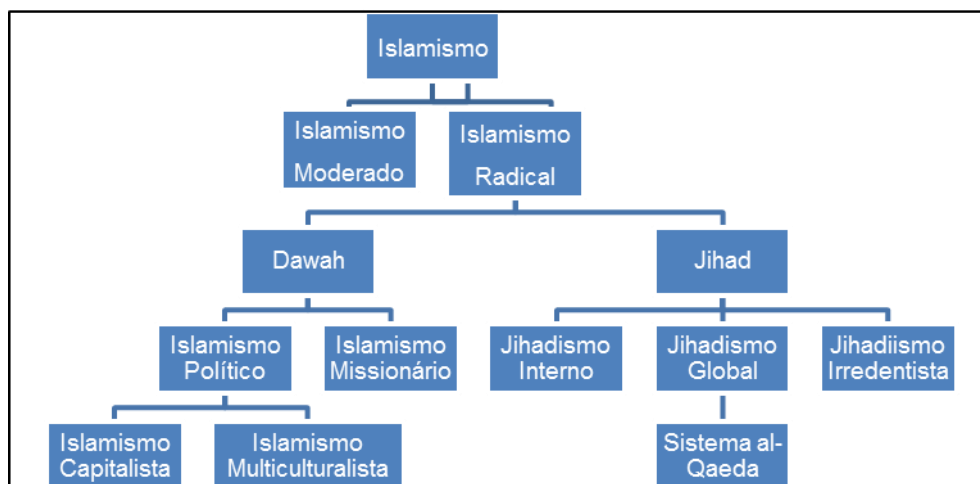 Islamismo
Islamismo
Moderado
Islamismo
Radical
Dawah
Jihad
Islamismo
Político
Islamismo
Missionário
Jihadismo
Interno
Jihadismo
Global
Jihadiismo
Irredentista
Islamismo
Capitalista
Islamismo
Multiculturalista
Sistema al-
Qaeda